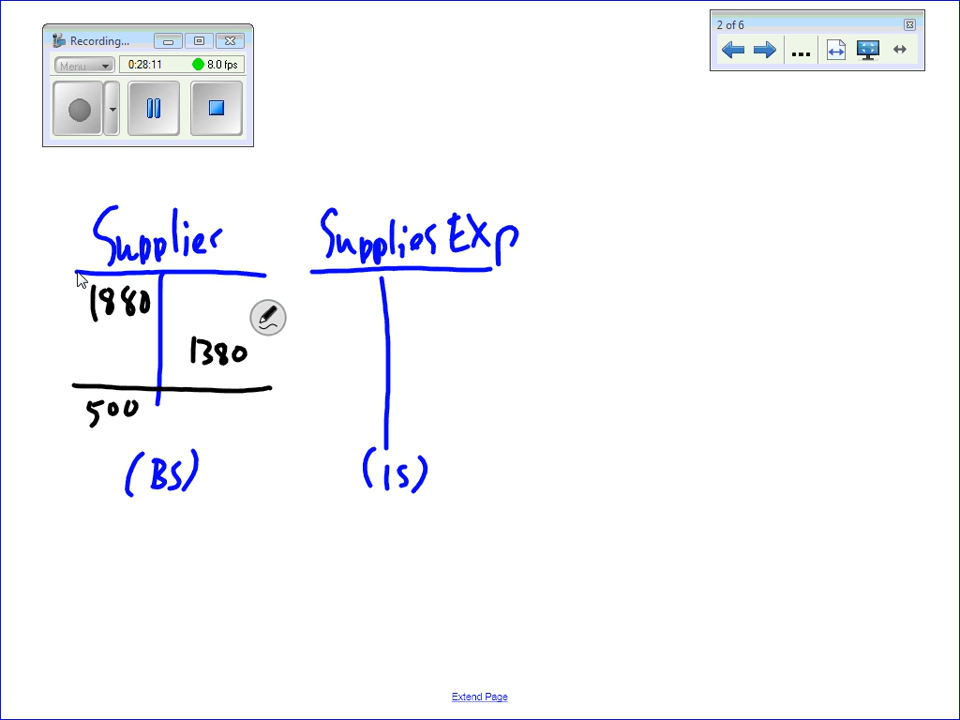 Recording...
2 of 6
Menu
0:28:11
8.0 fps
Supplies
Supplies Exp
1880
1380
500
(BS)
(IS)
Extend Page